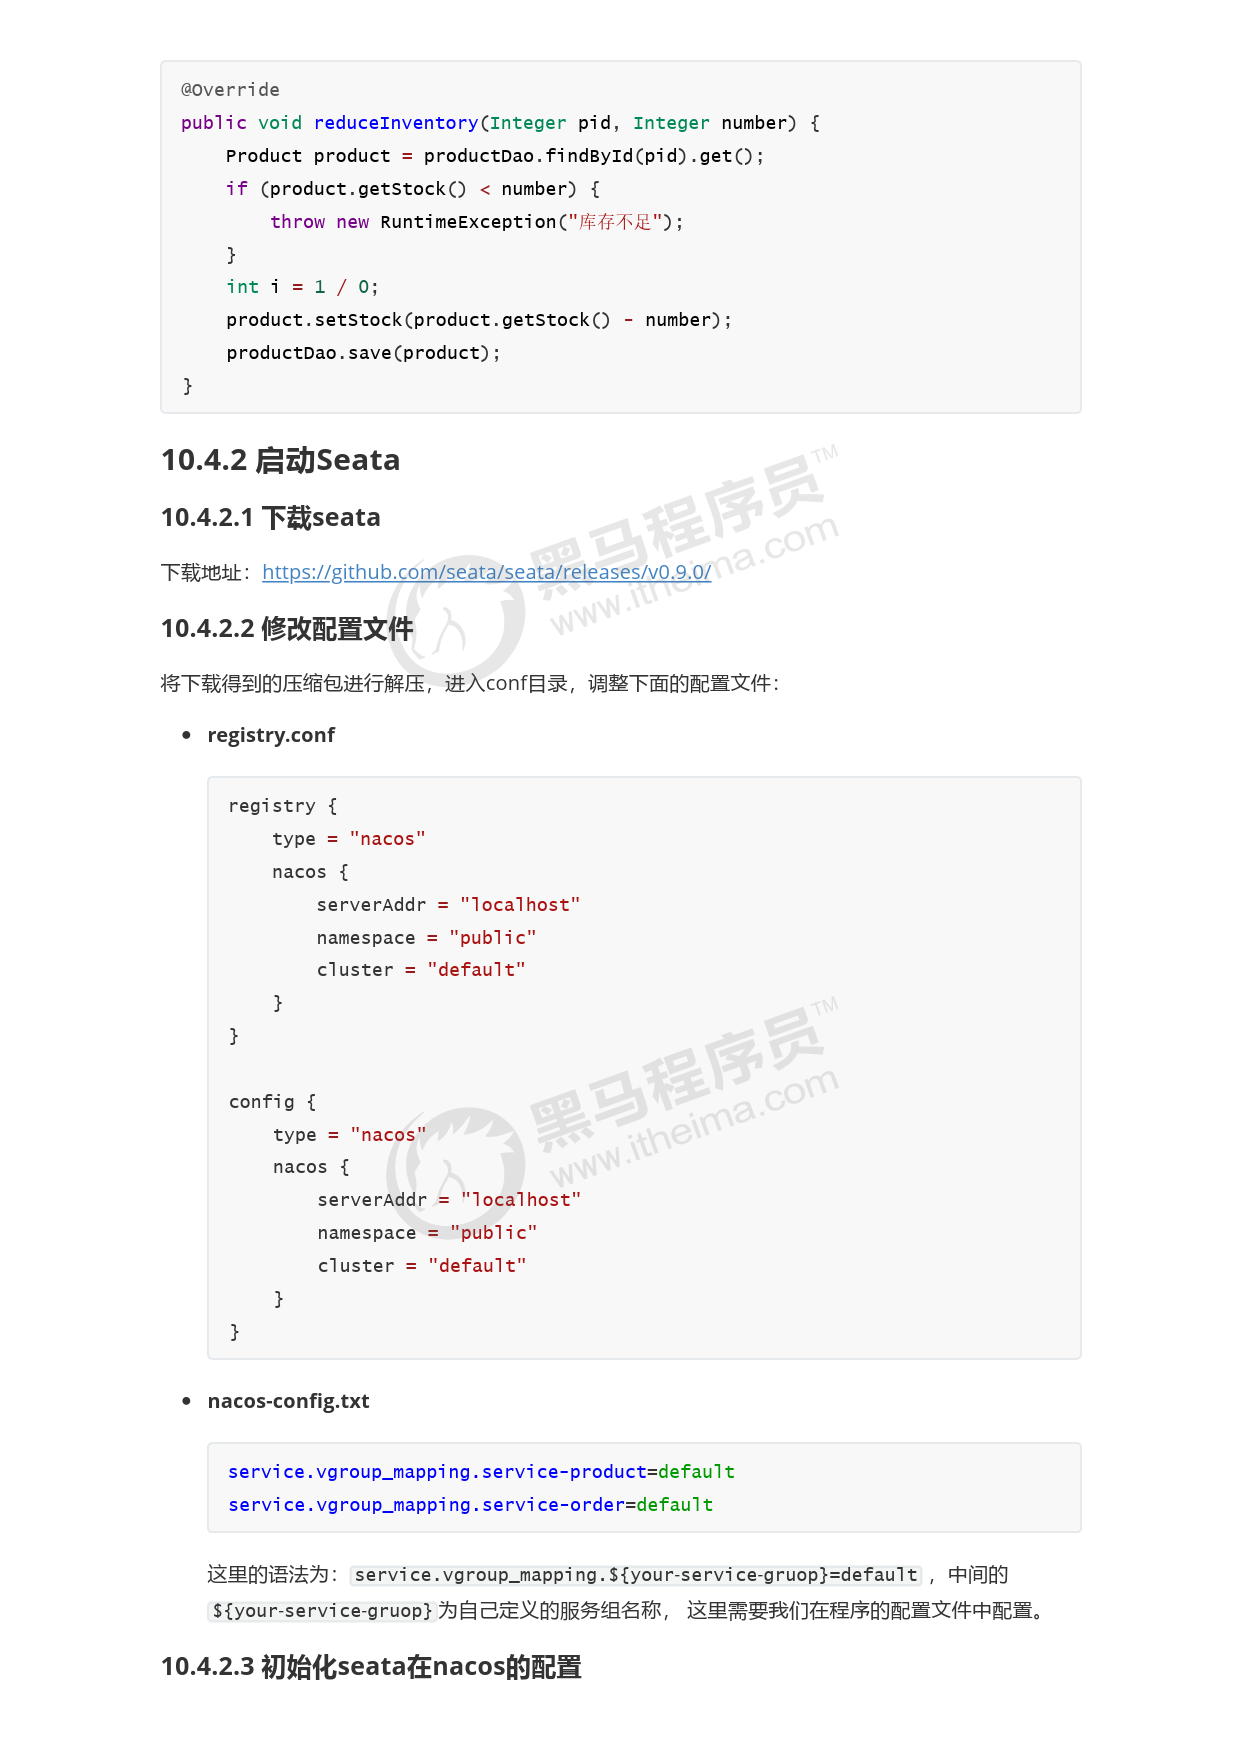 @Override
public void reduceInventory(Integer pid, Integer number) {
    Product product = productDao.findById(pid).get();
    if (product.getStock() < number) {
        throw new RuntimeException("库存不足");
    }
    int i = 1 / 0;
    product.setStock(product.getStock() - number);
    productDao.save(product);
}
10.4.2 启动Seata
10.4.2.1 下载seata
下载地址：https://github.com/seata/seata/releases/v0.9.0/
10.4.2.2 修改配置文件
将下载得到的压缩包进行解压，进入conf目录，调整下面的配置文件：
• registry.conf
registry {
    type = "nacos"
    nacos {
        serverAddr = "localhost"
        namespace = "public"
        cluster = "default"
    }
}
config {
    type = "nacos"
    nacos {
        serverAddr = "localhost"
        namespace = "public"
        cluster = "default"
    }
}
• nacos-config.txt
service.vgroup_mapping.service-product=default
service.vgroup_mapping.service-order=default
这里的语法为：service.vgroup_mapping.${your-service-gruop}=default ，中间的
${your-service-gruop}为自己定义的服务组名称， 这里需要我们在程序的配置文件中配置。
10.4.2.3 初始化seata在nacos的配置
黑马程序员™
www.itheima.com
黑马程序员™
www.itheima.com